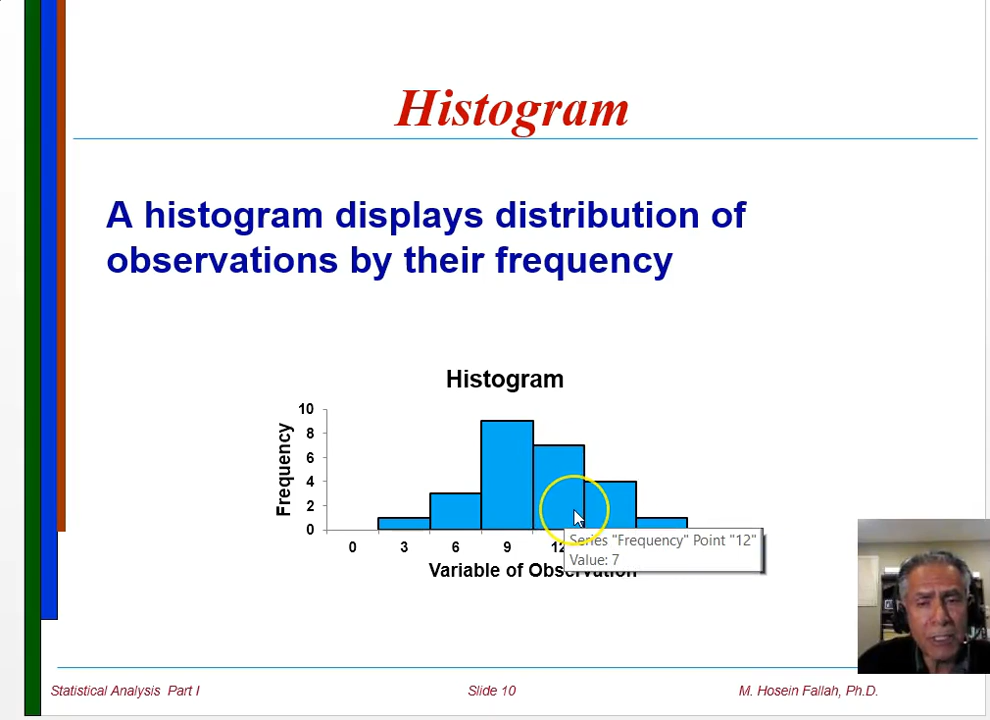 Histogram
A histogram displays distribution of
observations by their frequency
Histogram
Frequency
10
8
6
4
2
0
0 3 6 9 12
Series "Frequency" Point "12"
Value: 7
Variable of Observation
Statistical Analysis Part I
Slide 10
M. Hosein Fallah, Ph.D.